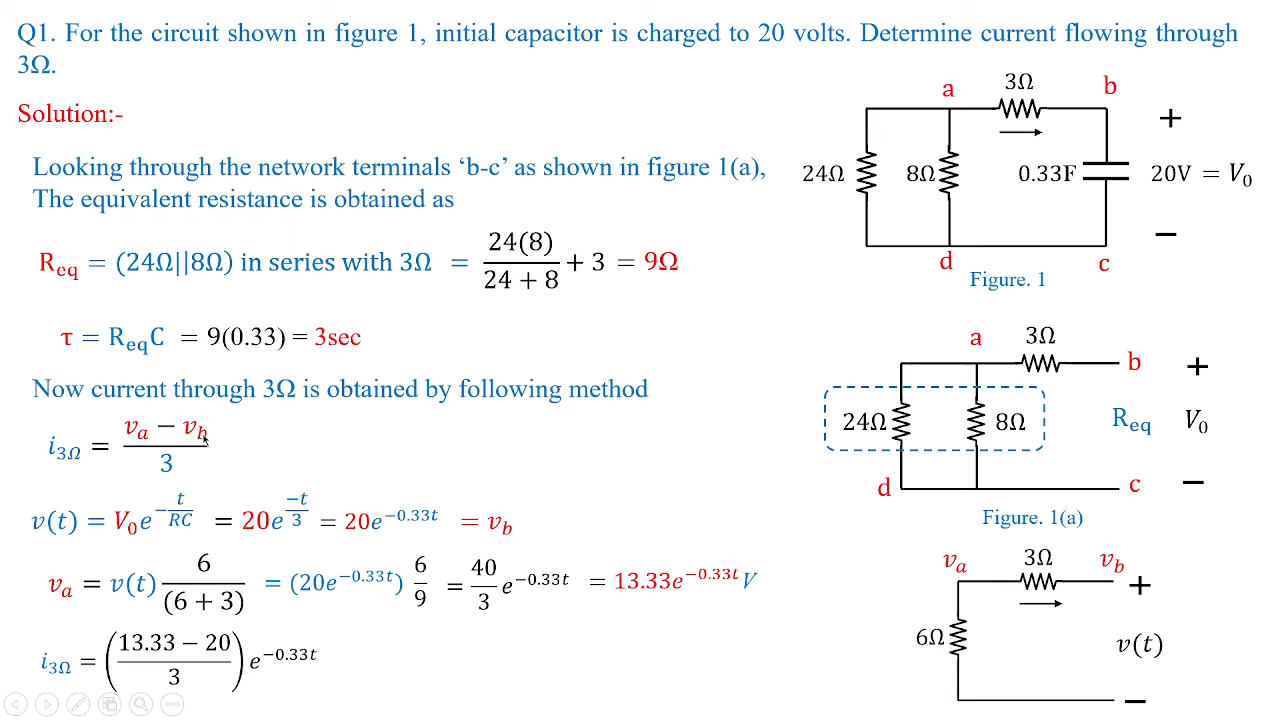 Q1. For the circuit shown in figure 1, initial capacitor is charged to 20 volts. Determine current flowing through
3Ω.
Solution:-
Looking through the network terminals ‘b-c’ as shown in figure 1(a),
The equivalent resistance is obtained as
R_eq = (24Ω||8Ω) in series with 3Ω = 24(8)/(24 + 8) + 3 = 9Ω
τ = R_eqC = 9(0.33) = 3sec
Now current through 3Ω is obtained by following method
i_3Ω = (v_a − v_b)/3
v(t) = V_0e^(−t/RC) = 20e^(−t/3) = 20e^(−0.33t) = v_b
v_a = v(t) 6/(6 + 3) = (20e^(−0.33t)) 6/9 = 40/3 e^(−0.33t) = 13.33e^(−0.33t) V
i_3Ω = ((13.33 − 20)/3) e^(−0.33t)
a 3Ω b
+
24Ω 8Ω 0.33F 20V = V_0
−
d c
Figure. 1
a 3Ω b
+
24Ω 8Ω R_eq V_0
−
d c
Figure. 1(a)
v_a 3Ω v_b
+
6Ω v(t)
−